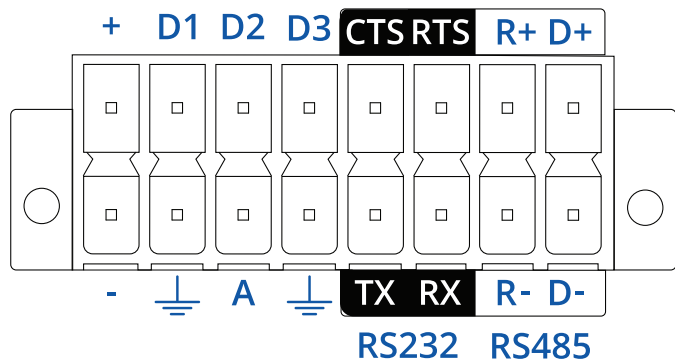 + D1 D2 D3 CTS RTS R+ D+
- A TX RX R- D-
RS232 RS485